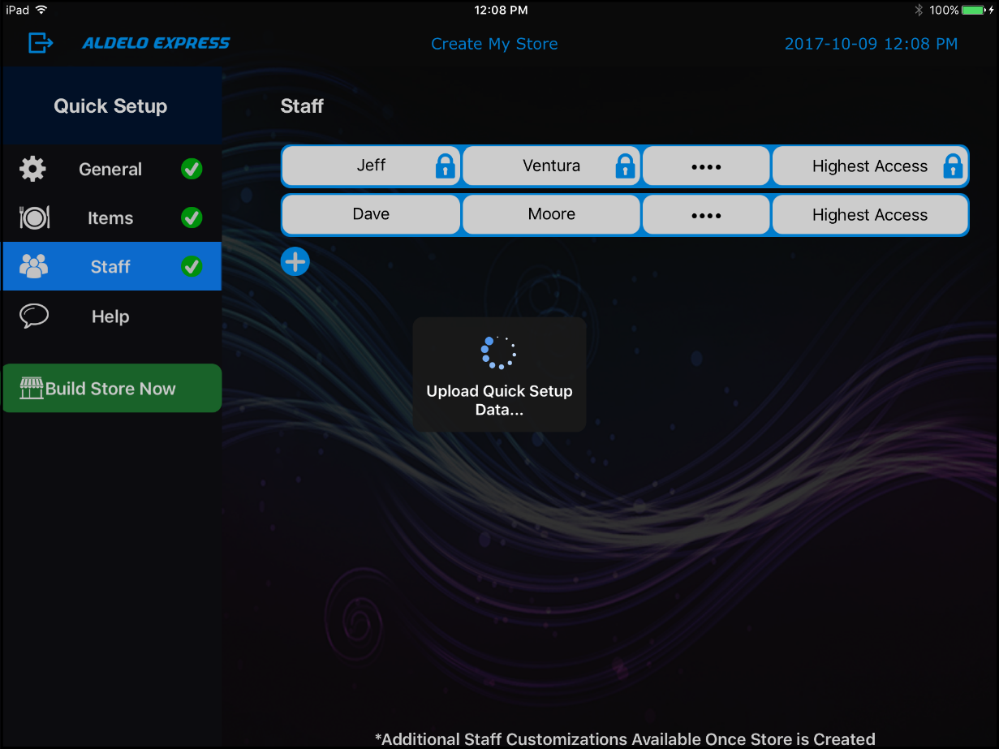 iPad 12:08 PM 100%
ALDELO EXPRESS Create My Store 2017-10-09 12:08 PM
Quick Setup
Staff
General
Items
Staff
Help
Build Store Now
Jeff Ventura •••• Highest Access
Dave Moore •••• Highest Access
Upload Quick Setup
Data...
*Additional Staff Customizations Available Once Store is Created